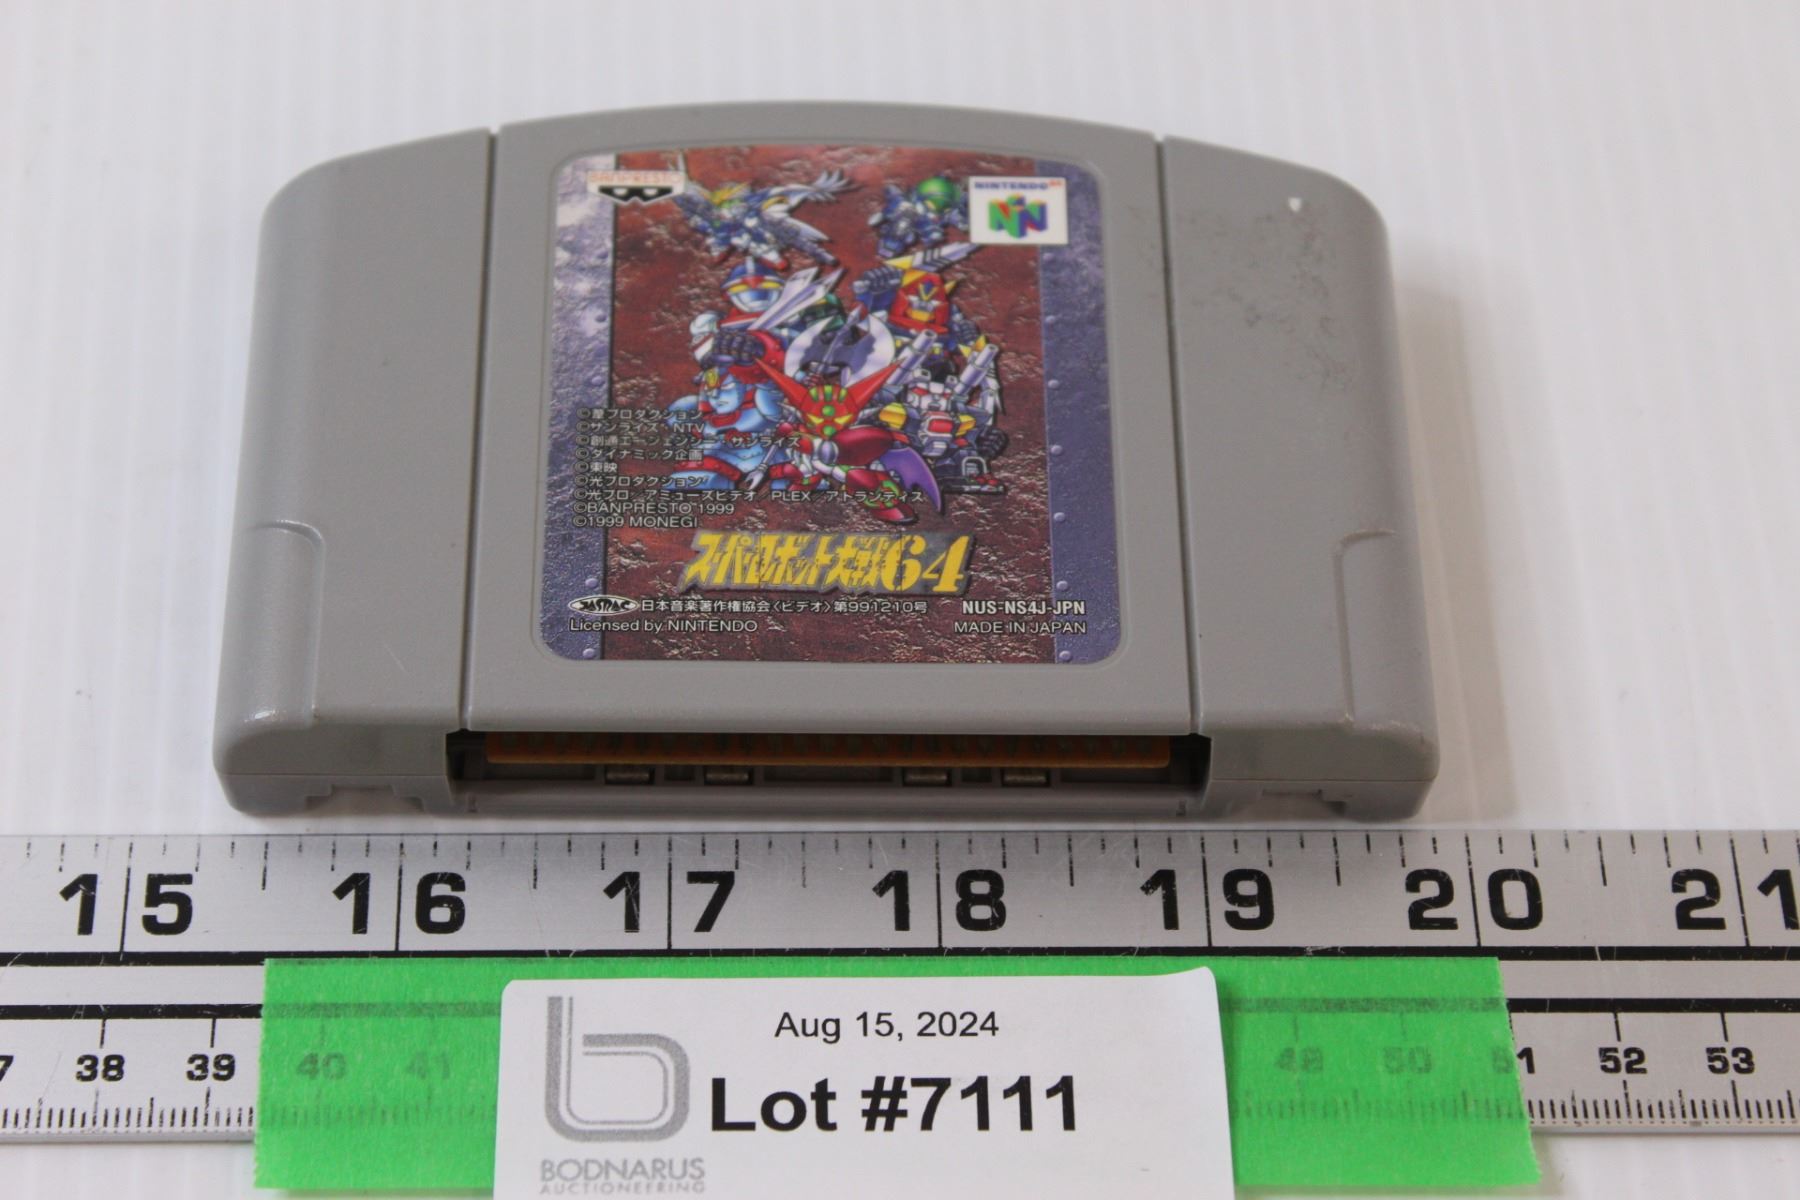 BANPRESTO
NINTENDO64
©葦プロダクション
©サンライズ・NTV
©創通エージェンシー・サンライズ
©ダイナミック企画
©東映
©光プロダクション
©光プロ/アミューズビデオ/PLEX/アトランティス
©BANPRESTO 1999
©1999 MONEGI
スーパーロボット大戦64
JASRAC 日本音楽著作権協会〈ビデオ〉第991210号
NUS-NS4J-JPN
Licensed by NINTENDO
MADE IN JAPAN
15 16 17 18 19 20 21
38 39 40 41 50 51 52 53
Aug 15, 2024
Lot #7111
BODNARUS
AUCTIONEERING